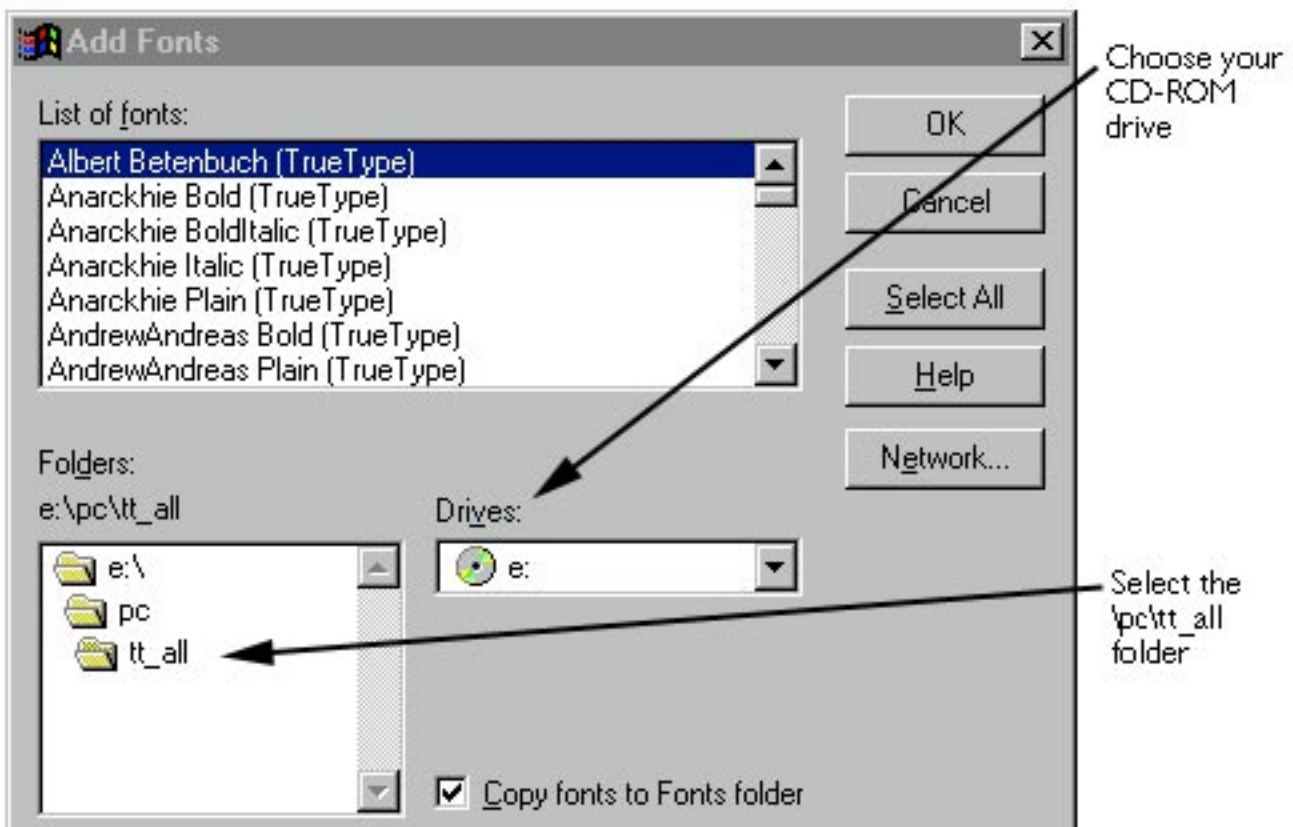 Add Fonts
List of fonts:
Albert Betenbuch (TrueType)
Anarckhie Bold (TrueType)
Anarckhie BoldItalic (TrueType)
Anarckhie Italic (TrueType)
Anarckhie Plain (TrueType)
AndrewAndreas Bold (TrueType)
AndrewAndreas Plain (TrueType)
OK
Cancel
Select All
Help
Network...
Folders:
e:\pc\tt_all
e:\
pc
tt_all
Drives:
e:
Copy fonts to Fonts folder
Choose your
CD-ROM
drive
Select the
\pc\tt_all
folder